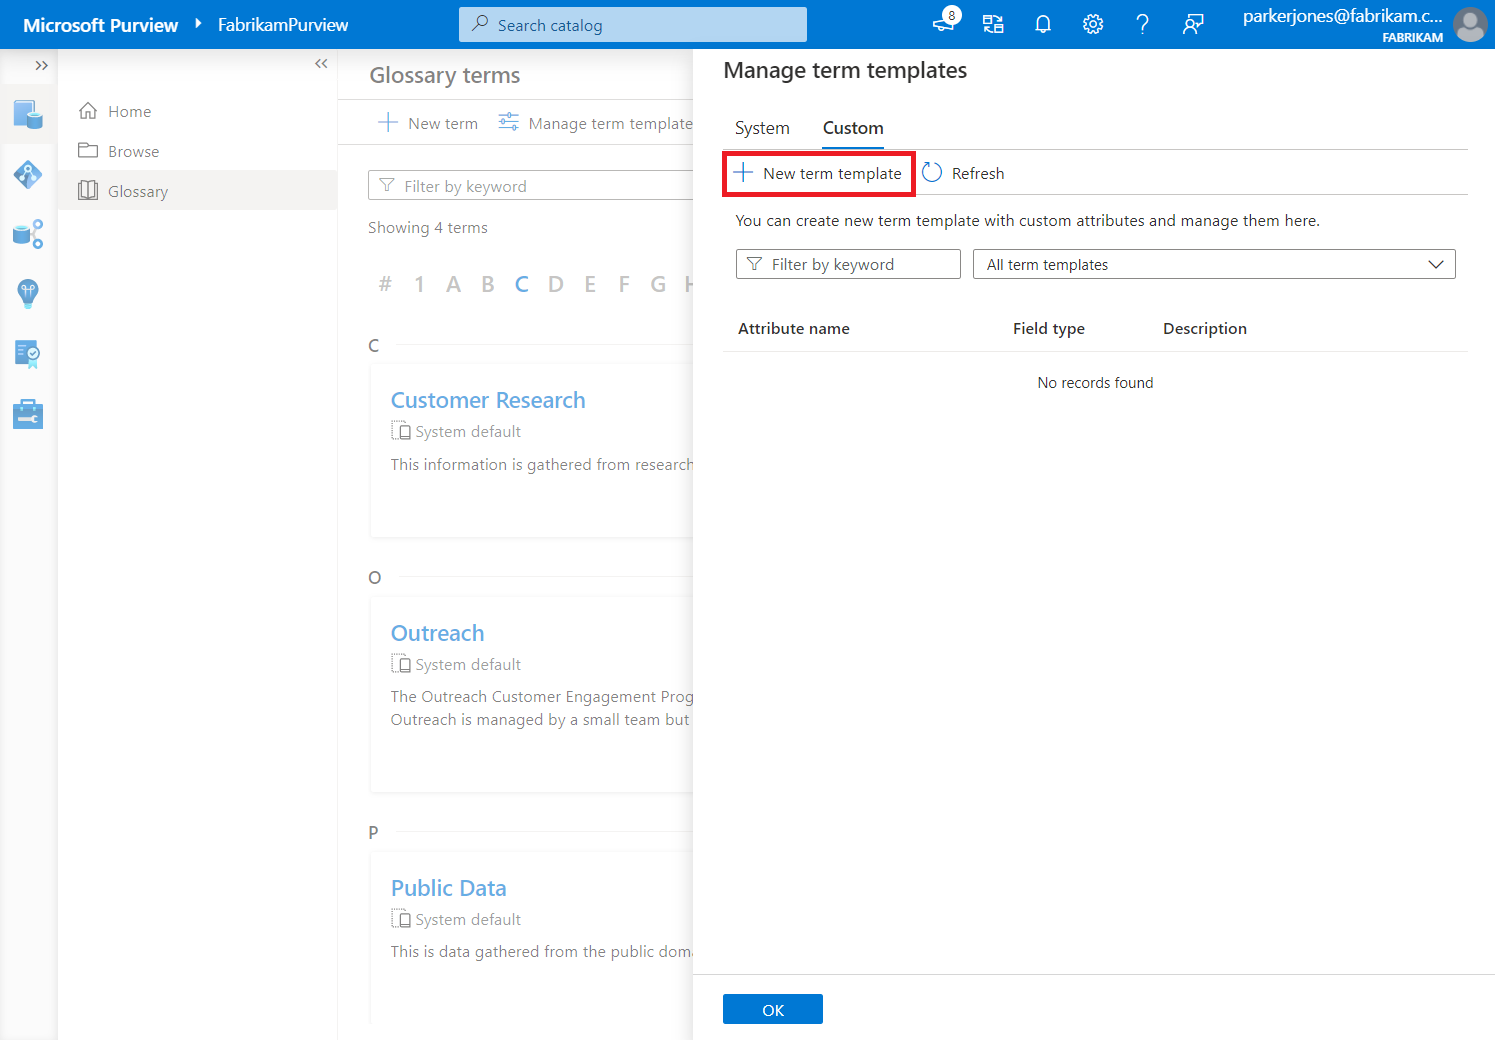 Microsoft Purview
FabrikamPurview
Search catalog
8
parkerjones@fabrikam.c...
FABRIKAM
Home
Browse
Glossary
Glossary terms
New term
Manage term template
Filter by keyword
Showing 4 terms
# 1 A B C D E F G H
C
Customer Research
System default
This information is gathered from research
O
Outreach
System default
The Outreach Customer Engagement Prog
Outreach is managed by a small team but
P
Public Data
System default
This is data gathered from the public doma
Manage term templates
System
Custom
New term template
Refresh
You can create new term template with custom attributes and manage them here.
Filter by keyword
All term templates
Attribute name Field type Description
No records found
OK